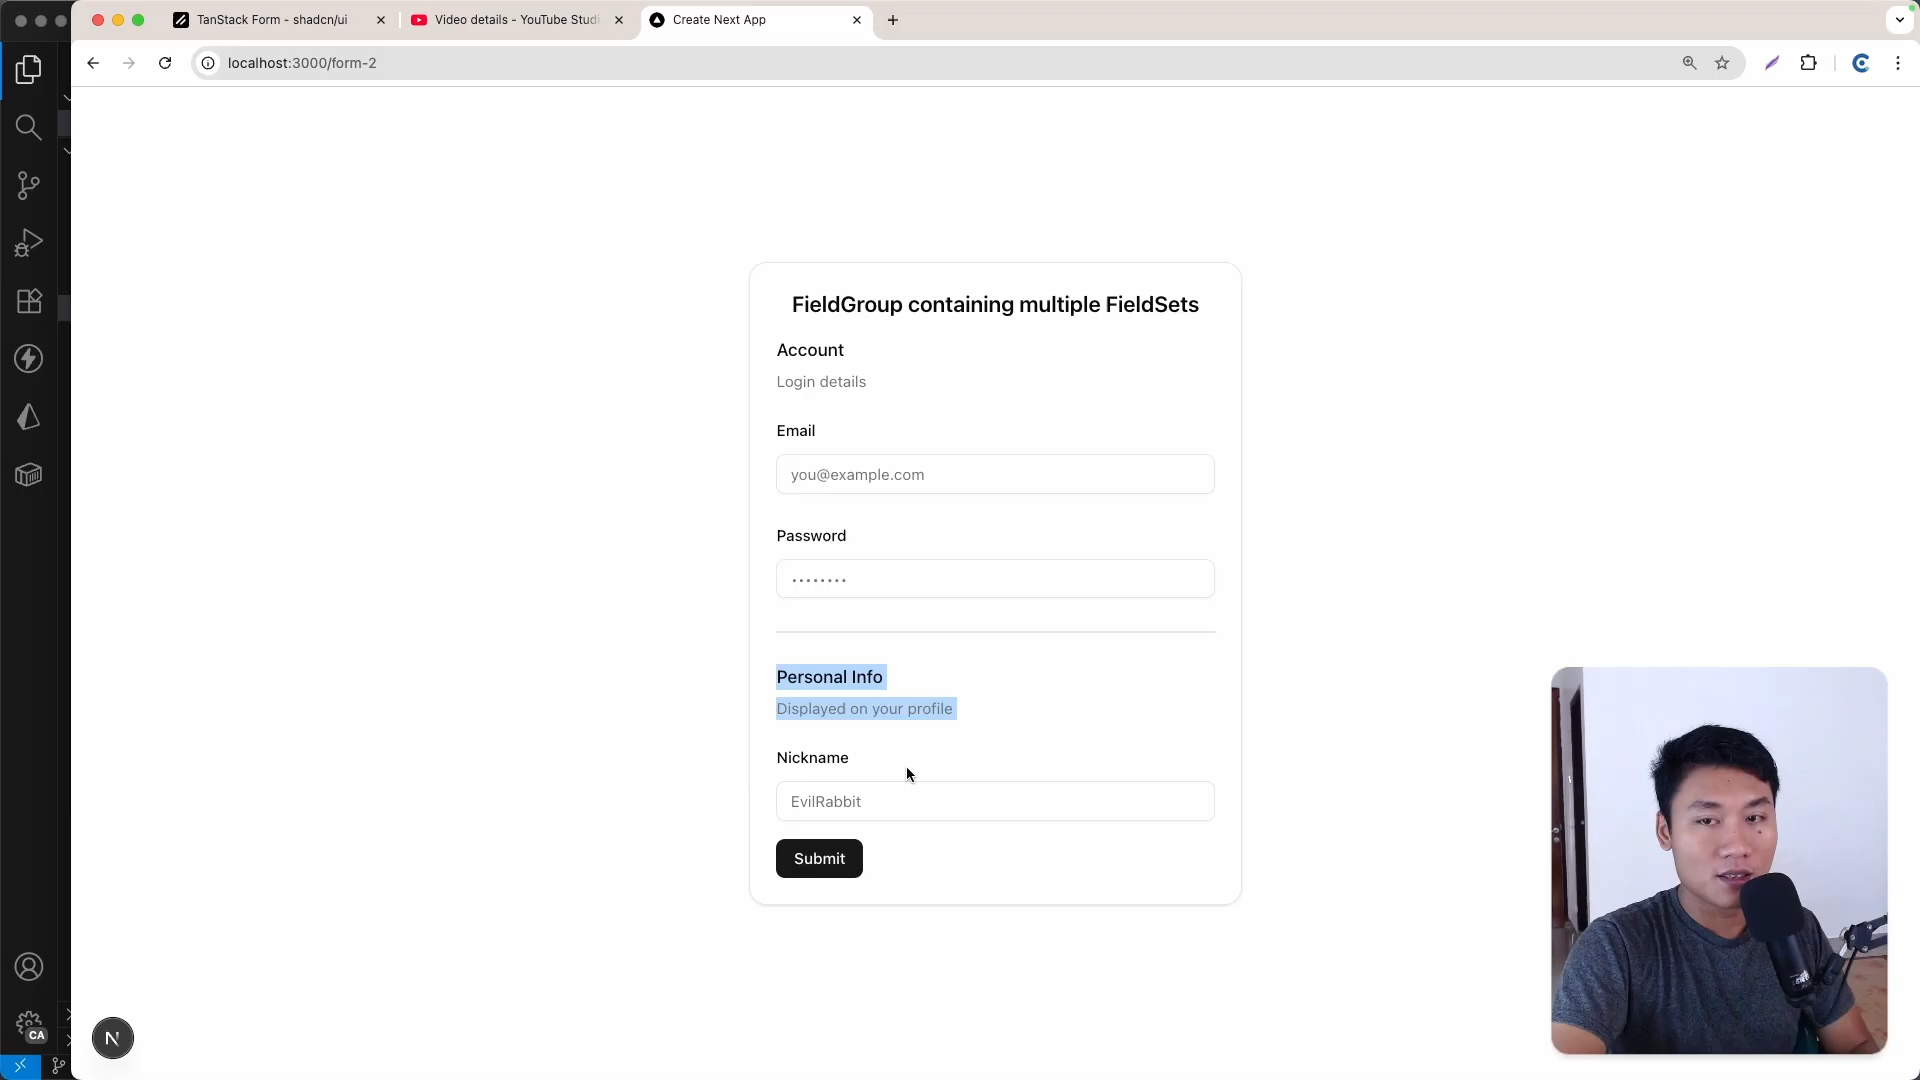 TanStack Form - shadcn/ui
Video details - YouTube Studi
Create Next App
localhost:3000/form-2
FieldGroup containing multiple FieldSets
Account
Login details
Email
you@example.com
Password
Personal Info
Displayed on your profile
Nickname
EvilRabbit
Submit
N
CA